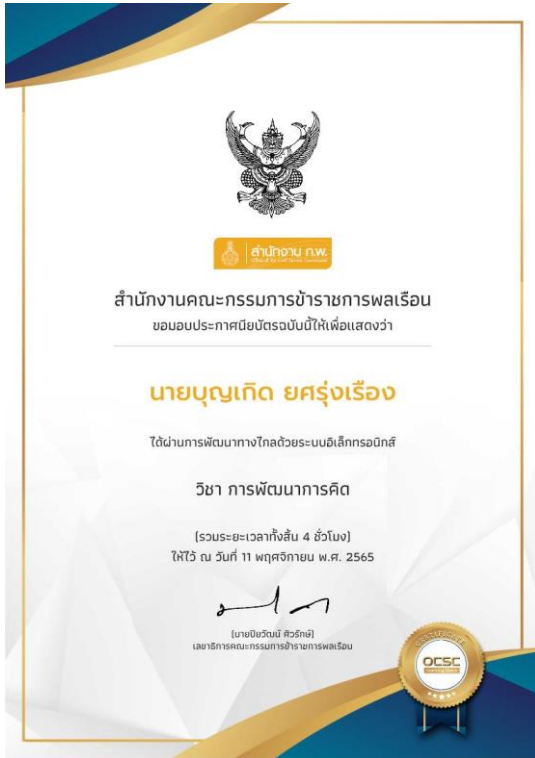 สำนักงาน ก.พ.
สำนักงานคณะกรรมการข้าราชการพลเรือน
ขอมอบประกาศนียบัตรฉบับนี้ให้เพื่อแสดงว่า
นายบุญเกิด ยศรุ่งเรือง
ได้ผ่านการพัฒนาทางไกลด้วยระบบอิเล็กทรอนิกส์
วิชา การพัฒนาการคิด
(รวมระยะเวลาทั้งสิ้น 4 ชั่วโมง)
ให้ไว้ ณ วันที่ 11 พฤศจิกายน พ.ศ. 2565
(นายปิยวัฒน์ ศิวรักษ์)
เลขาธิการคณะกรรมการข้าราชการพลเรือน
CERTIFICATE
OCSC